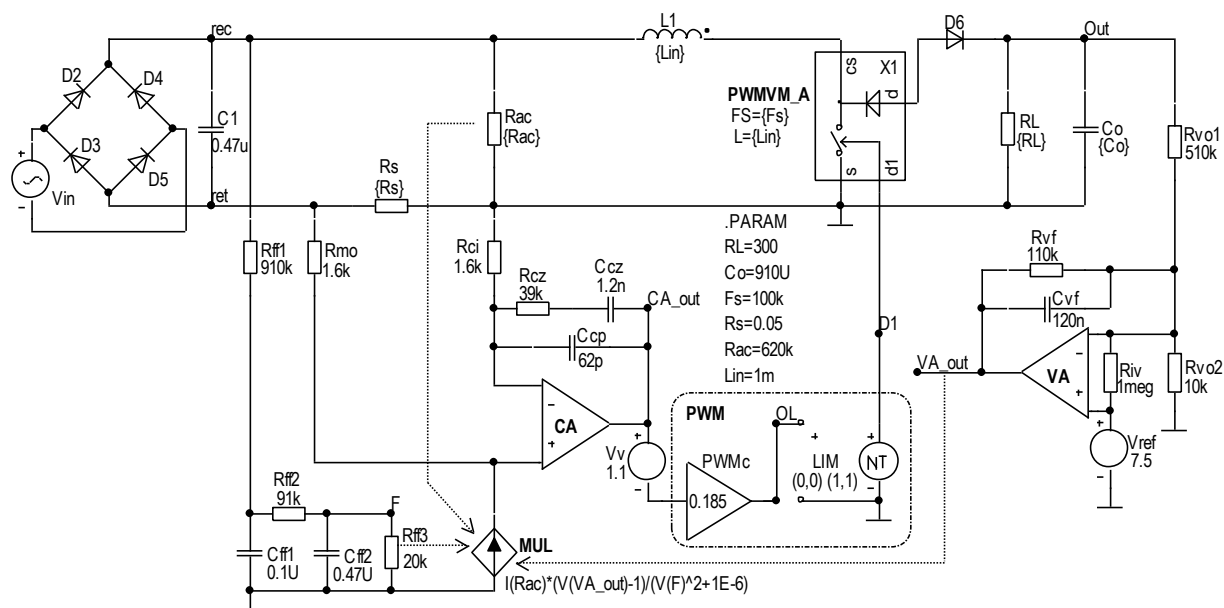 rec
L1
{Lin}
D6
Out
D2
D4
cs
X1
d
PWMVM_A
FS={Fs}
L={Lin}
C1
0.47u
Rac
{Rac}
RL
{RL}
Co
{Co}
Rvo1
510k
D3
D5
Vin
+
−
ret
Rs
{Rs}
s
d1
Rff1
910k
Rmo
1.6k
Rci
1.6k
Rcz
39k
Ccz
1.2n
CA_out
Ccp
62p
.PARAM
RL=300
Co=910U
Fs=100k
Rs=0.05
Rac=620k
Lin=1m
D1
Rvf
110k
Cvf
120n
VA_out
−
VA
+
Riv
1meg
Rvo2
10k
+
Vref
7.5
−
−
CA
+
+
Vv
1.1
−
PWM
OL
+
PWMc
0.185
LIM
(0,0) (1,1)
+
NT
−
Rff2
91k
F
Cff1
0.1U
Cff2
0.47U
Rff3
20k
MUL
I(Rac)*(V(VA_out)-1)/(V(F)^2+1E-6)